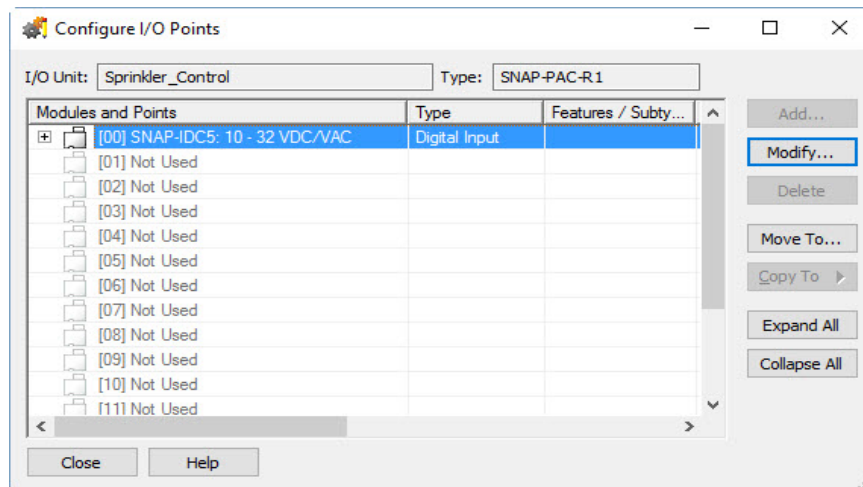 Configure I/O Points
I/O Unit: Sprinkler_Control Type: SNAP-PAC-R1
Modules and Points Type Features / Subty...
[00] SNAP-IDC5: 10 - 32 VDC/VAC Digital Input
[01] Not Used
[02] Not Used
[03] Not Used
[04] Not Used
[05] Not Used
[06] Not Used
[07] Not Used
[08] Not Used
[09] Not Used
[10] Not Used
[11] Not Used
Add...
Modify...
Delete
Move To...
Copy To
Expand All
Collapse All
Close Help